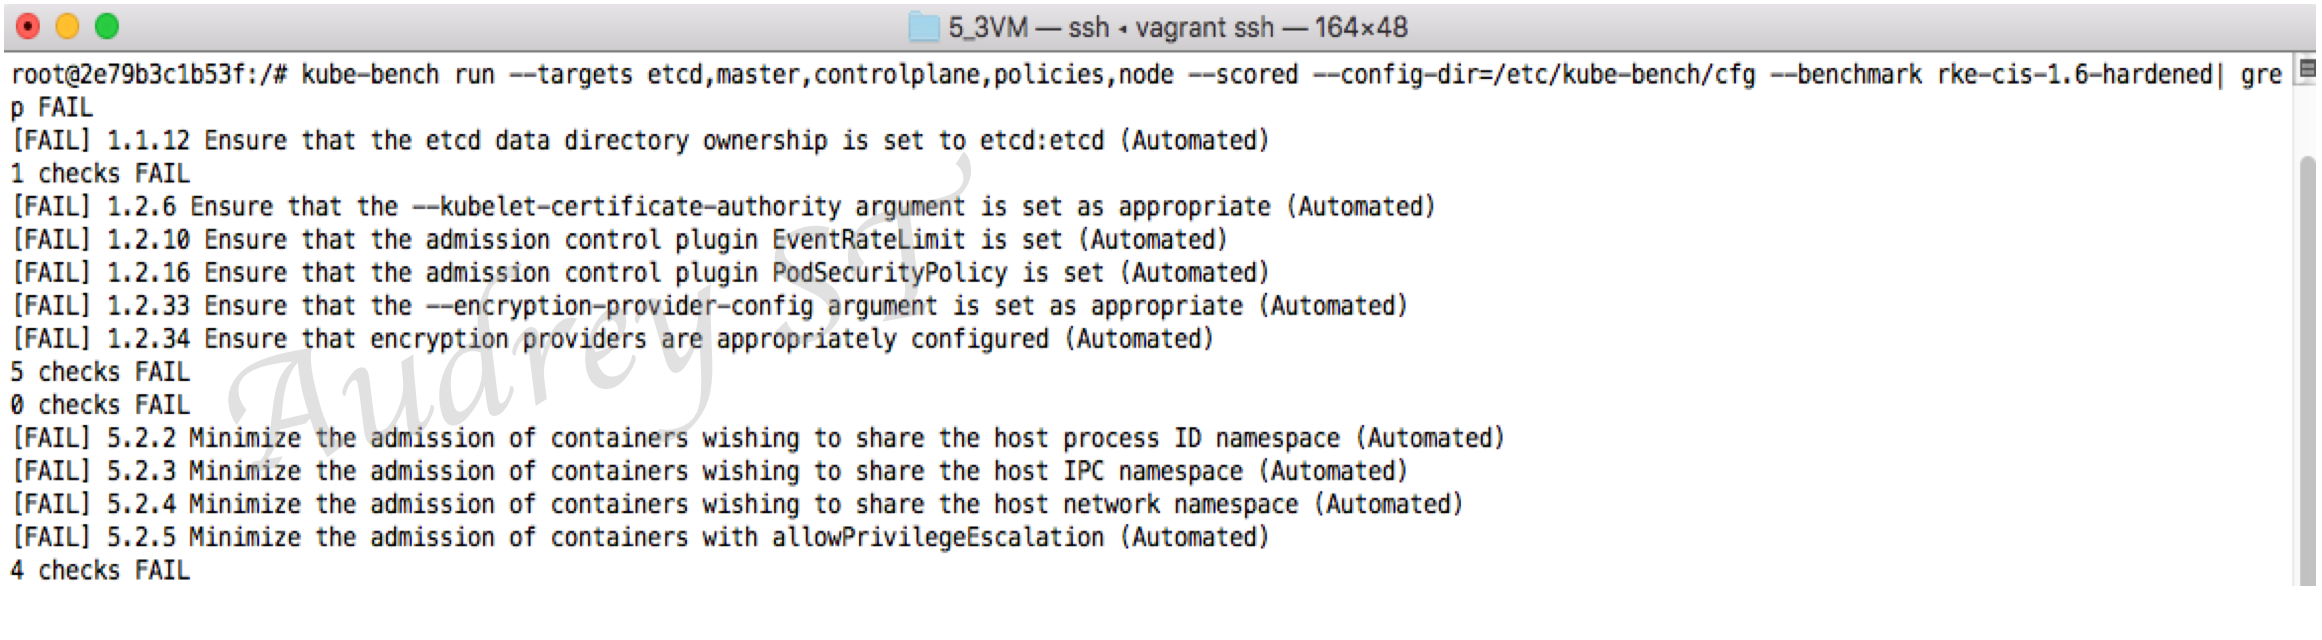 5_3VM — ssh ◂ vagrant ssh — 164×48
root@2e79b3c1b53f:/# kube-bench run --targets etcd,master,controlplane,policies,node --scored --config-dir=/etc/kube-bench/cfg --benchmark rke-cis-1.6-hardened| gre
p FAIL
[FAIL] 1.1.12 Ensure that the etcd data directory ownership is set to etcd:etcd (Automated)
1 checks FAIL
[FAIL] 1.2.6 Ensure that the --kubelet-certificate-authority argument is set as appropriate (Automated)
[FAIL] 1.2.10 Ensure that the admission control plugin EventRateLimit is set (Automated)
[FAIL] 1.2.16 Ensure that the admission control plugin PodSecurityPolicy is set (Automated)
[FAIL] 1.2.33 Ensure that the --encryption-provider-config argument is set as appropriate (Automated)
[FAIL] 1.2.34 Ensure that encryption providers are appropriately configured (Automated)
5 checks FAIL
0 checks FAIL
[FAIL] 5.2.2 Minimize the admission of containers wishing to share the host process ID namespace (Automated)
[FAIL] 5.2.3 Minimize the admission of containers wishing to share the host IPC namespace (Automated)
[FAIL] 5.2.4 Minimize the admission of containers wishing to share the host network namespace (Automated)
[FAIL] 5.2.5 Minimize the admission of containers with allowPrivilegeEscalation (Automated)
4 checks FAIL
Audrey ST